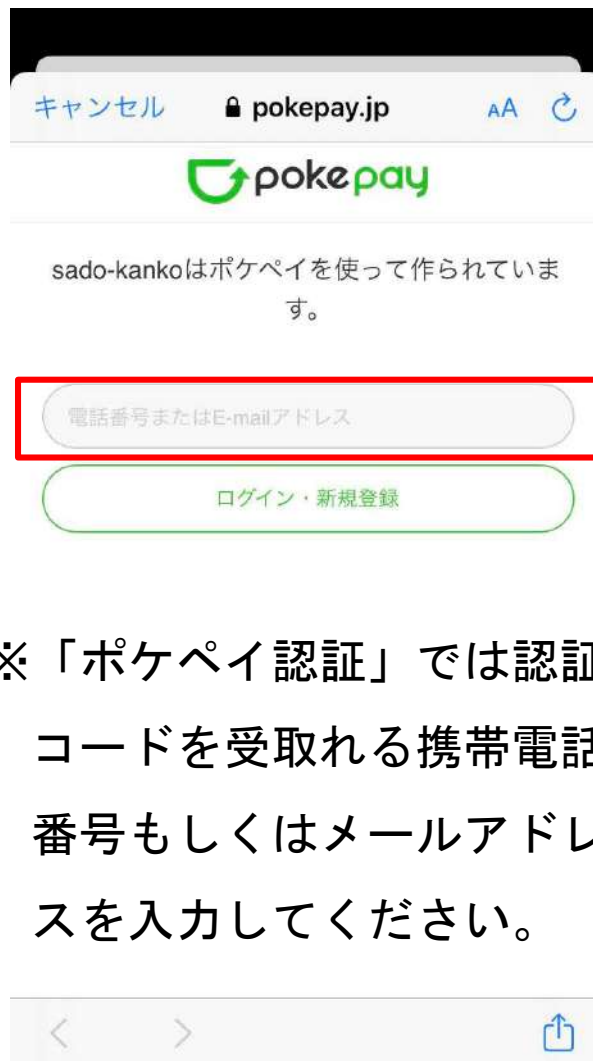 キャンセル pokepay.jp AA
pokepay
sado-kankoはポケペイを使って作られていま
す。
電話番号またはE-mailアドレス
ログイン・新規登録
※「ポケペイ認証」では認証
コードを受取れる携帯電話
番号もしくはメールアドレ
スを入力してください。